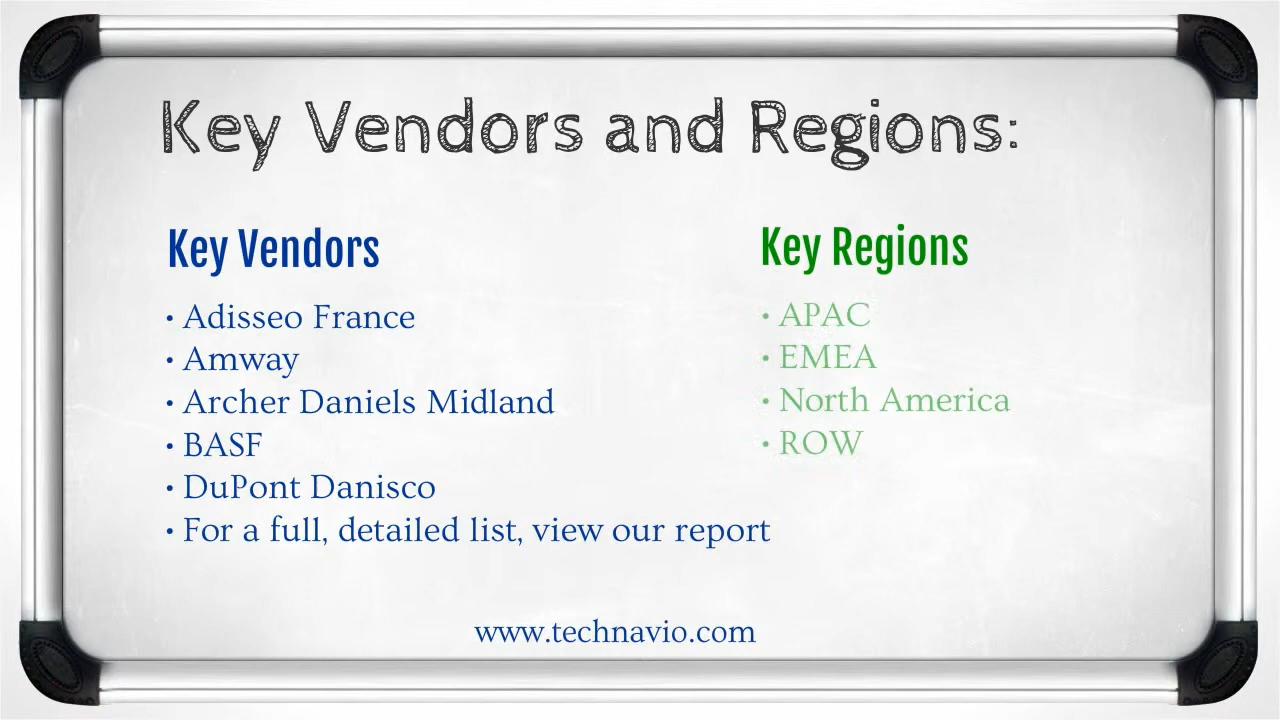 Key Vendors and Regions:
Key Vendors
• Adisseo France
• Amway
• Archer Daniels Midland
• BASF
• DuPont Danisco
• For a full, detailed list, view our report
Key Regions
• APAC
• EMEA
• North America
• ROW
www.technavio.com